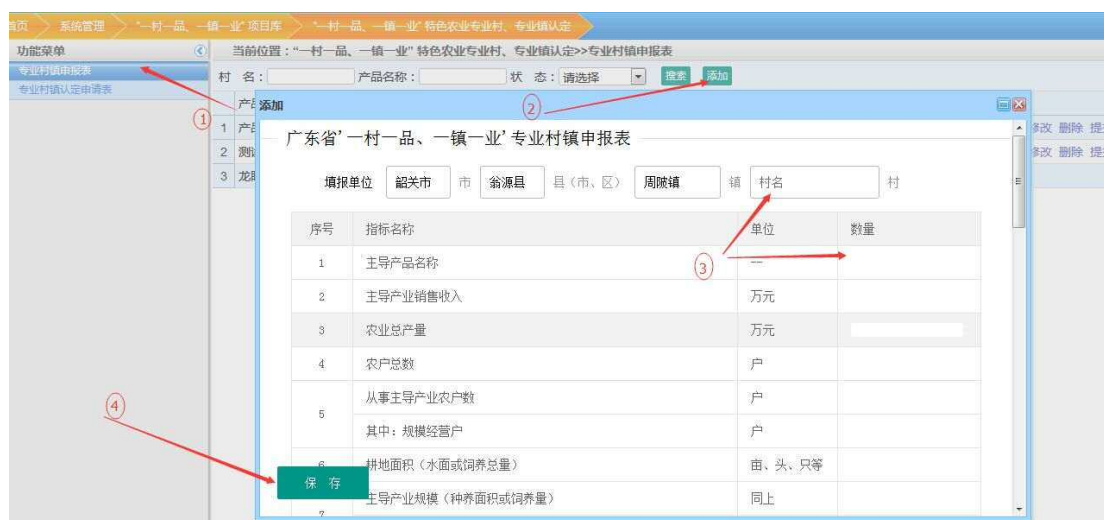 首页 系统管理 “一村一品、一镇一业”项目库 “一村一品、一镇一业”特色农业专业村、专业镇认定
功能菜单
当前位置：“一村一品、一镇一业”特色农业专业村、专业镇认定>>专业村镇申报表
专业村镇申报表
专业村镇认定申请表
村 名： 产品名称： 状 态：请选择 搜索 添加
①
②
产品
添加
1 产品 修改 删除 提
2 测试 修改 删除 提
3 龙眼
广东省’一村一品、一镇一业’专业村镇申报表
填报单位 韶关市 市 翁源县 县（市、区） 周陂镇 镇 村名 村
序号 指标名称 单位 数量
③
1 主导产品名称 --
2 主导产业销售收入 万元
3 农业总产量 万元
4 农户总数 户
5 从事主导产业农户数 户
其中：规模经营户 户
④
6 耕地面积（水面或饲养总量） 亩、头、只等
保 存
7 主导产业规模（种养面积或饲养量） 同上